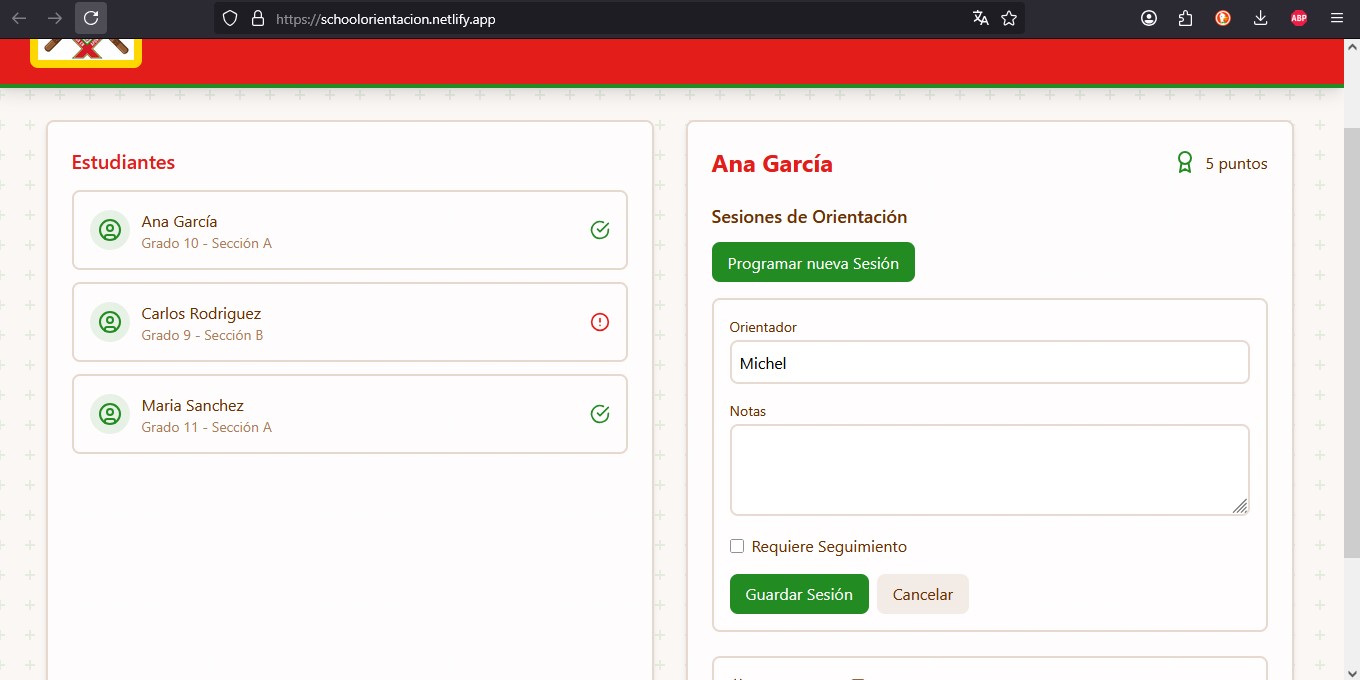 https://schoolorientacion.netlify.app
ABP
Estudiantes
Ana García
Grado 10 - Sección A
Carlos Rodriguez
Grado 9 - Sección B
Maria Sanchez
Grado 11 - Sección A
Ana García
5 puntos
Sesiones de Orientación
Programar nueva Sesión
Orientador
Michel
Notas
Requiere Seguimiento
Guardar Sesión
Cancelar